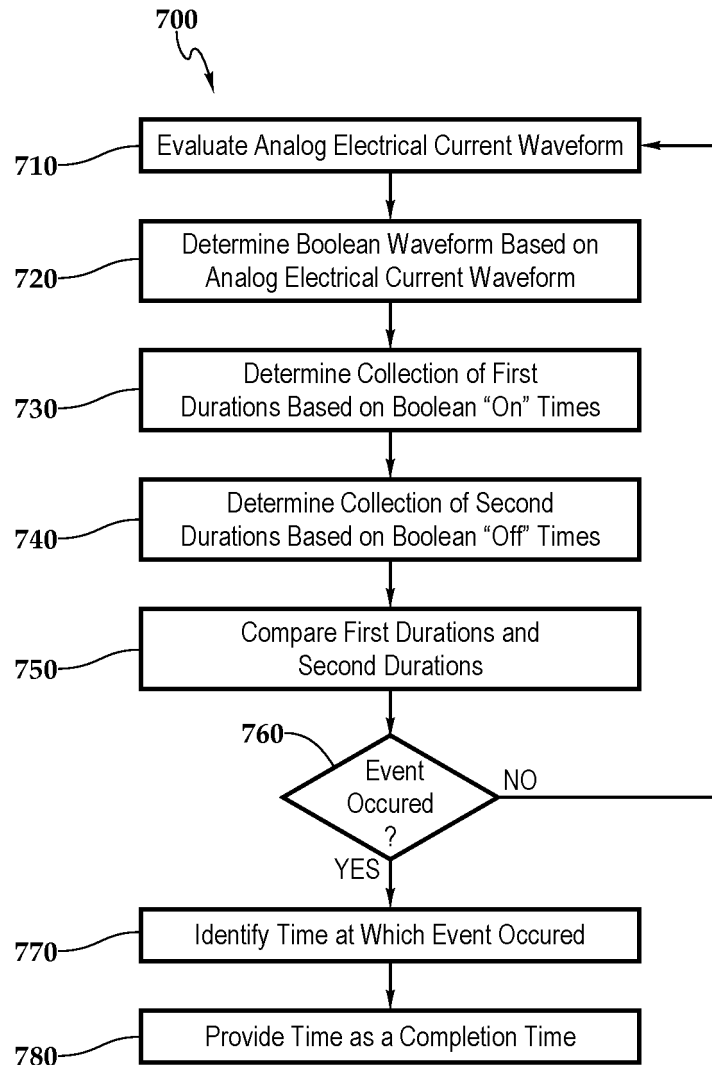 700
710
Evaluate Analog Electrical Current Waveform
720
Determine Boolean Waveform Based on
Analog Electrical Current Waveform
730
Determine Collection of First
Durations Based on Boolean “On” Times
740
Determine Collection of Second
Durations Based on Boolean “Off” Times
750
Compare First Durations and
Second Durations
760
Event
Occured
?
NO
YES
770
Identify Time at Which Event Occured
780
Provide Time as a Completion Time